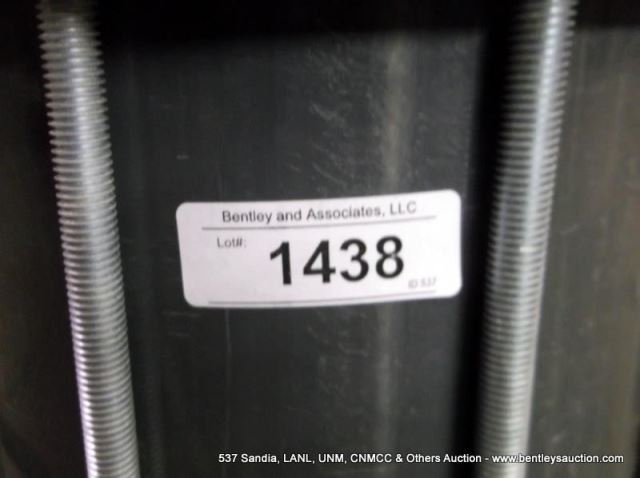 Bentley and Associates, LLC
Lot#:
1438
ID 537
537 Sandia, LANL, UNM, CNMCC & Others Auction - www.bentleysauction.com